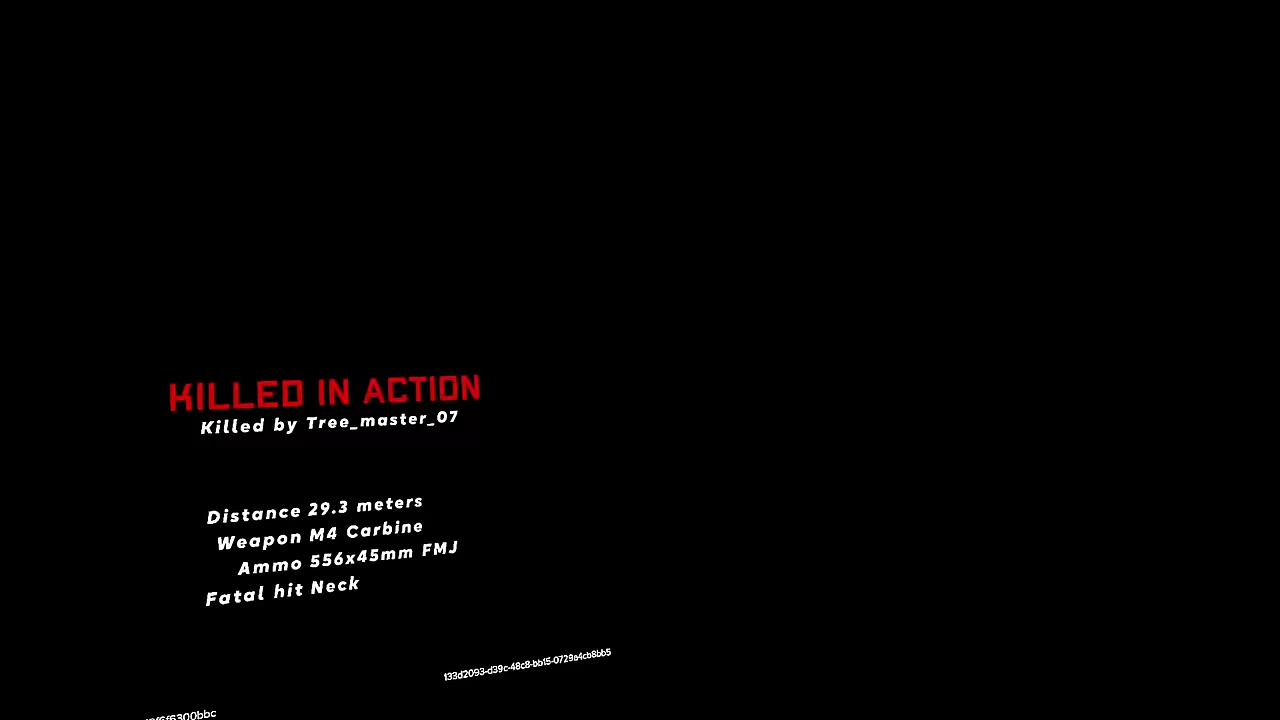 KILLED IN ACTION
Killed by Tree_master_07
Distance 29.3 meters
Weapon M4 Carbine
Ammo 556x45mm FMJ
Fatal hit Neck
133d2093-d39c-48c8-bb15-0729a4cb8bb5